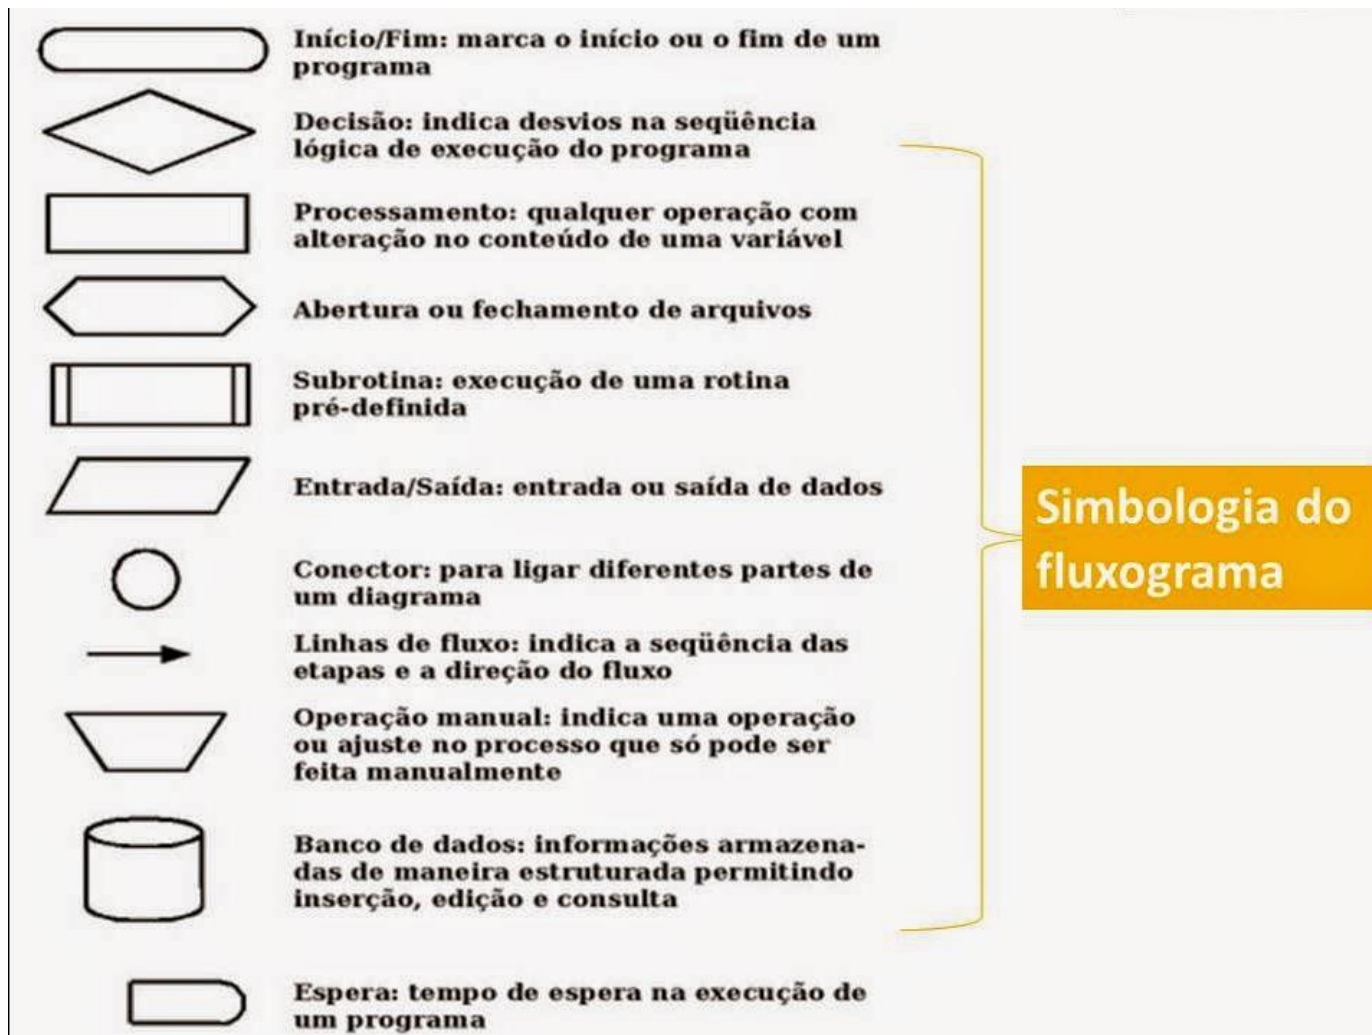 Início/Fim: marca o início ou o fim de um
programa
Decisão: indica desvios na seqüência
lógica de execução do programa
Processamento: qualquer operação com
alteração no conteúdo de uma variável
Abertura ou fechamento de arquivos
Subrotina: execução de uma rotina
pré-definida
Entrada/Saída: entrada ou saída de dados
Conector: para ligar diferentes partes de
um diagrama
Linhas de fluxo: indica a seqüência das
etapas e a direção do fluxo
Operação manual: indica uma operação
ou ajuste no processo que só pode ser
feita manualmente
Banco de dados: informações armazena-
das de maneira estruturada permitindo
inserção, edição e consulta
Espera: tempo de espera na execução de
um programa
Simbologia do
fluxograma